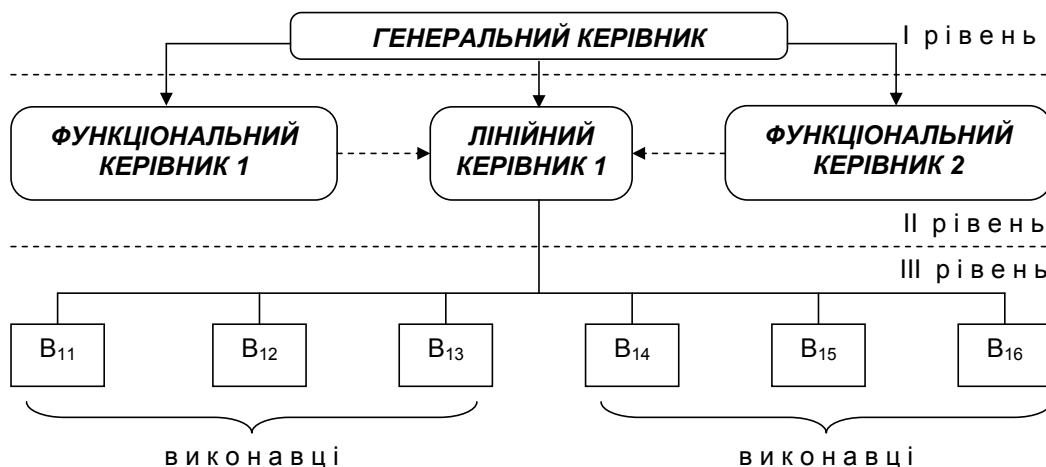 ГЕНЕРАЛЬНИЙ КЕРІВНИК
І рівень
ФУНКЦІОНАЛЬНИЙ
КЕРІВНИК 1
ЛІНІЙНИЙ
КЕРІВНИК 1
ФУНКЦІОНАЛЬНИЙ
КЕРІВНИК 2
ІІ рівень
ІІІ рівень
В11
В12
В13
В14
В15
В16
виконавці
виконавці